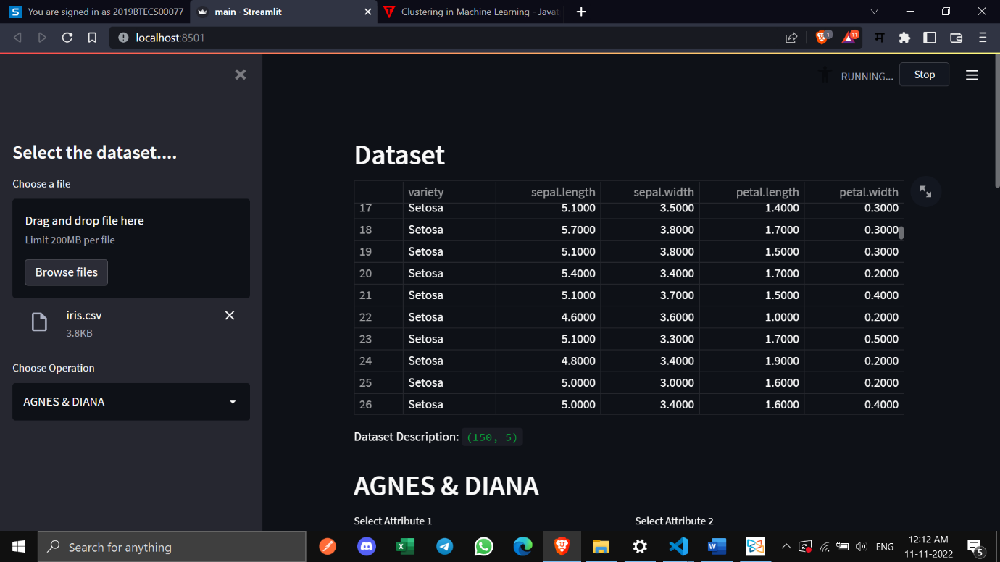 You are signed in as 2019BTECS00077
main · Streamlit
Clustering in Machine Learning - Javat
localhost:8501
1
11
म
RUNNING...
Stop
Select the dataset....
Choose a file
Drag and drop file here
Limit 200MB per file
Browse files
iris.csv
3.8KB
Choose Operation
AGNES & DIANA
Dataset
variety sepal.length sepal.width petal.length petal.width
17 Setosa 5.1000 3.5000 1.4000 0.3000
18 Setosa 5.7000 3.8000 1.7000 0.3000
19 Setosa 5.1000 3.8000 1.5000 0.3000
20 Setosa 5.4000 3.4000 1.7000 0.2000
21 Setosa 5.1000 3.7000 1.5000 0.4000
22 Setosa 4.6000 3.6000 1.0000 0.2000
23 Setosa 5.1000 3.3000 1.7000 0.5000
24 Setosa 4.8000 3.4000 1.9000 0.2000
25 Setosa 5.0000 3.0000 1.6000 0.2000
26 Setosa 5.0000 3.4000 1.6000 0.4000
Dataset Description: (150, 5)
AGNES & DIANA
Select Attribute 1 Select Attribute 2
Search for anything
ENG
12:12 AM
11-11-2022
5